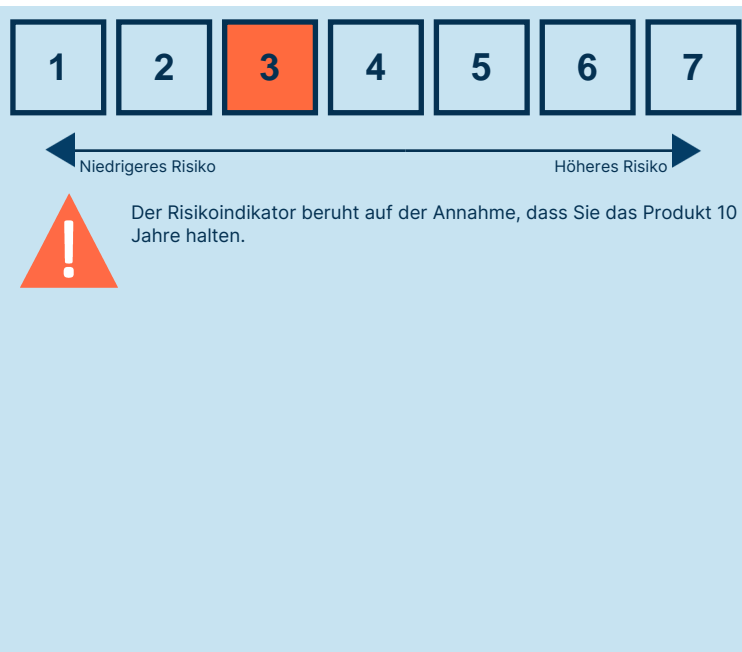 1 2 3 4 5 6 7
Niedrigeres Risiko Höheres Risiko
Der Risikoindikator beruht auf der Annahme, dass Sie das Produkt 10
Jahre halten.